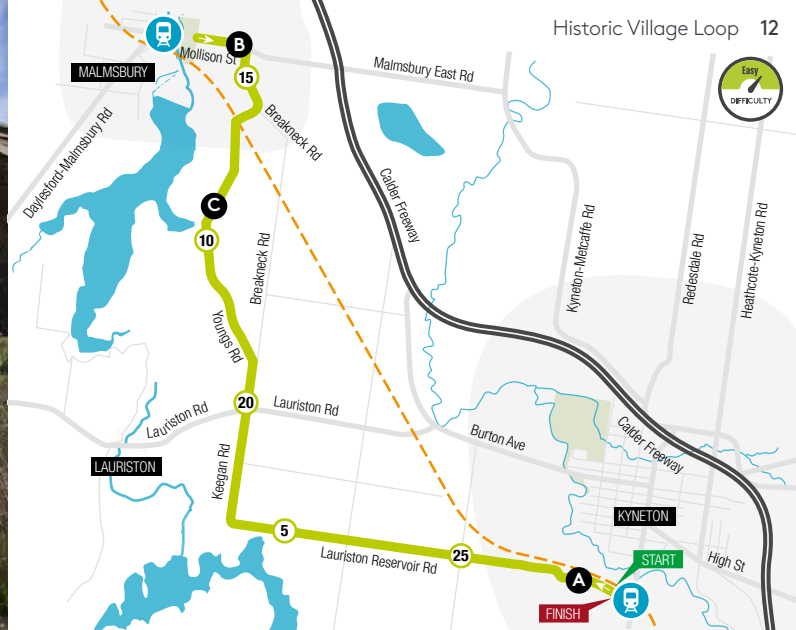 Historic Village Loop 12
Easy
DIFFICULTY
MALMSBURY
Mollison St
B
15
Malmsbury East Rd
Breakneck Rd
Daylesford-Malmsbury Rd
C
10
Calder Freeway
Breakneck Rd
Kyneton-Metcaffe Rd
Redesdale Rd
Heathcote-Kyneton Rd
Youngs Rd
20
Lauriston Rd
Lauriston Rd
Burton Ave
Calder Freeway
LAURISTON
Keegan Rd
KYNETON
5
Lauriston Reservoir Rd
25
High St
A
START
FINISH